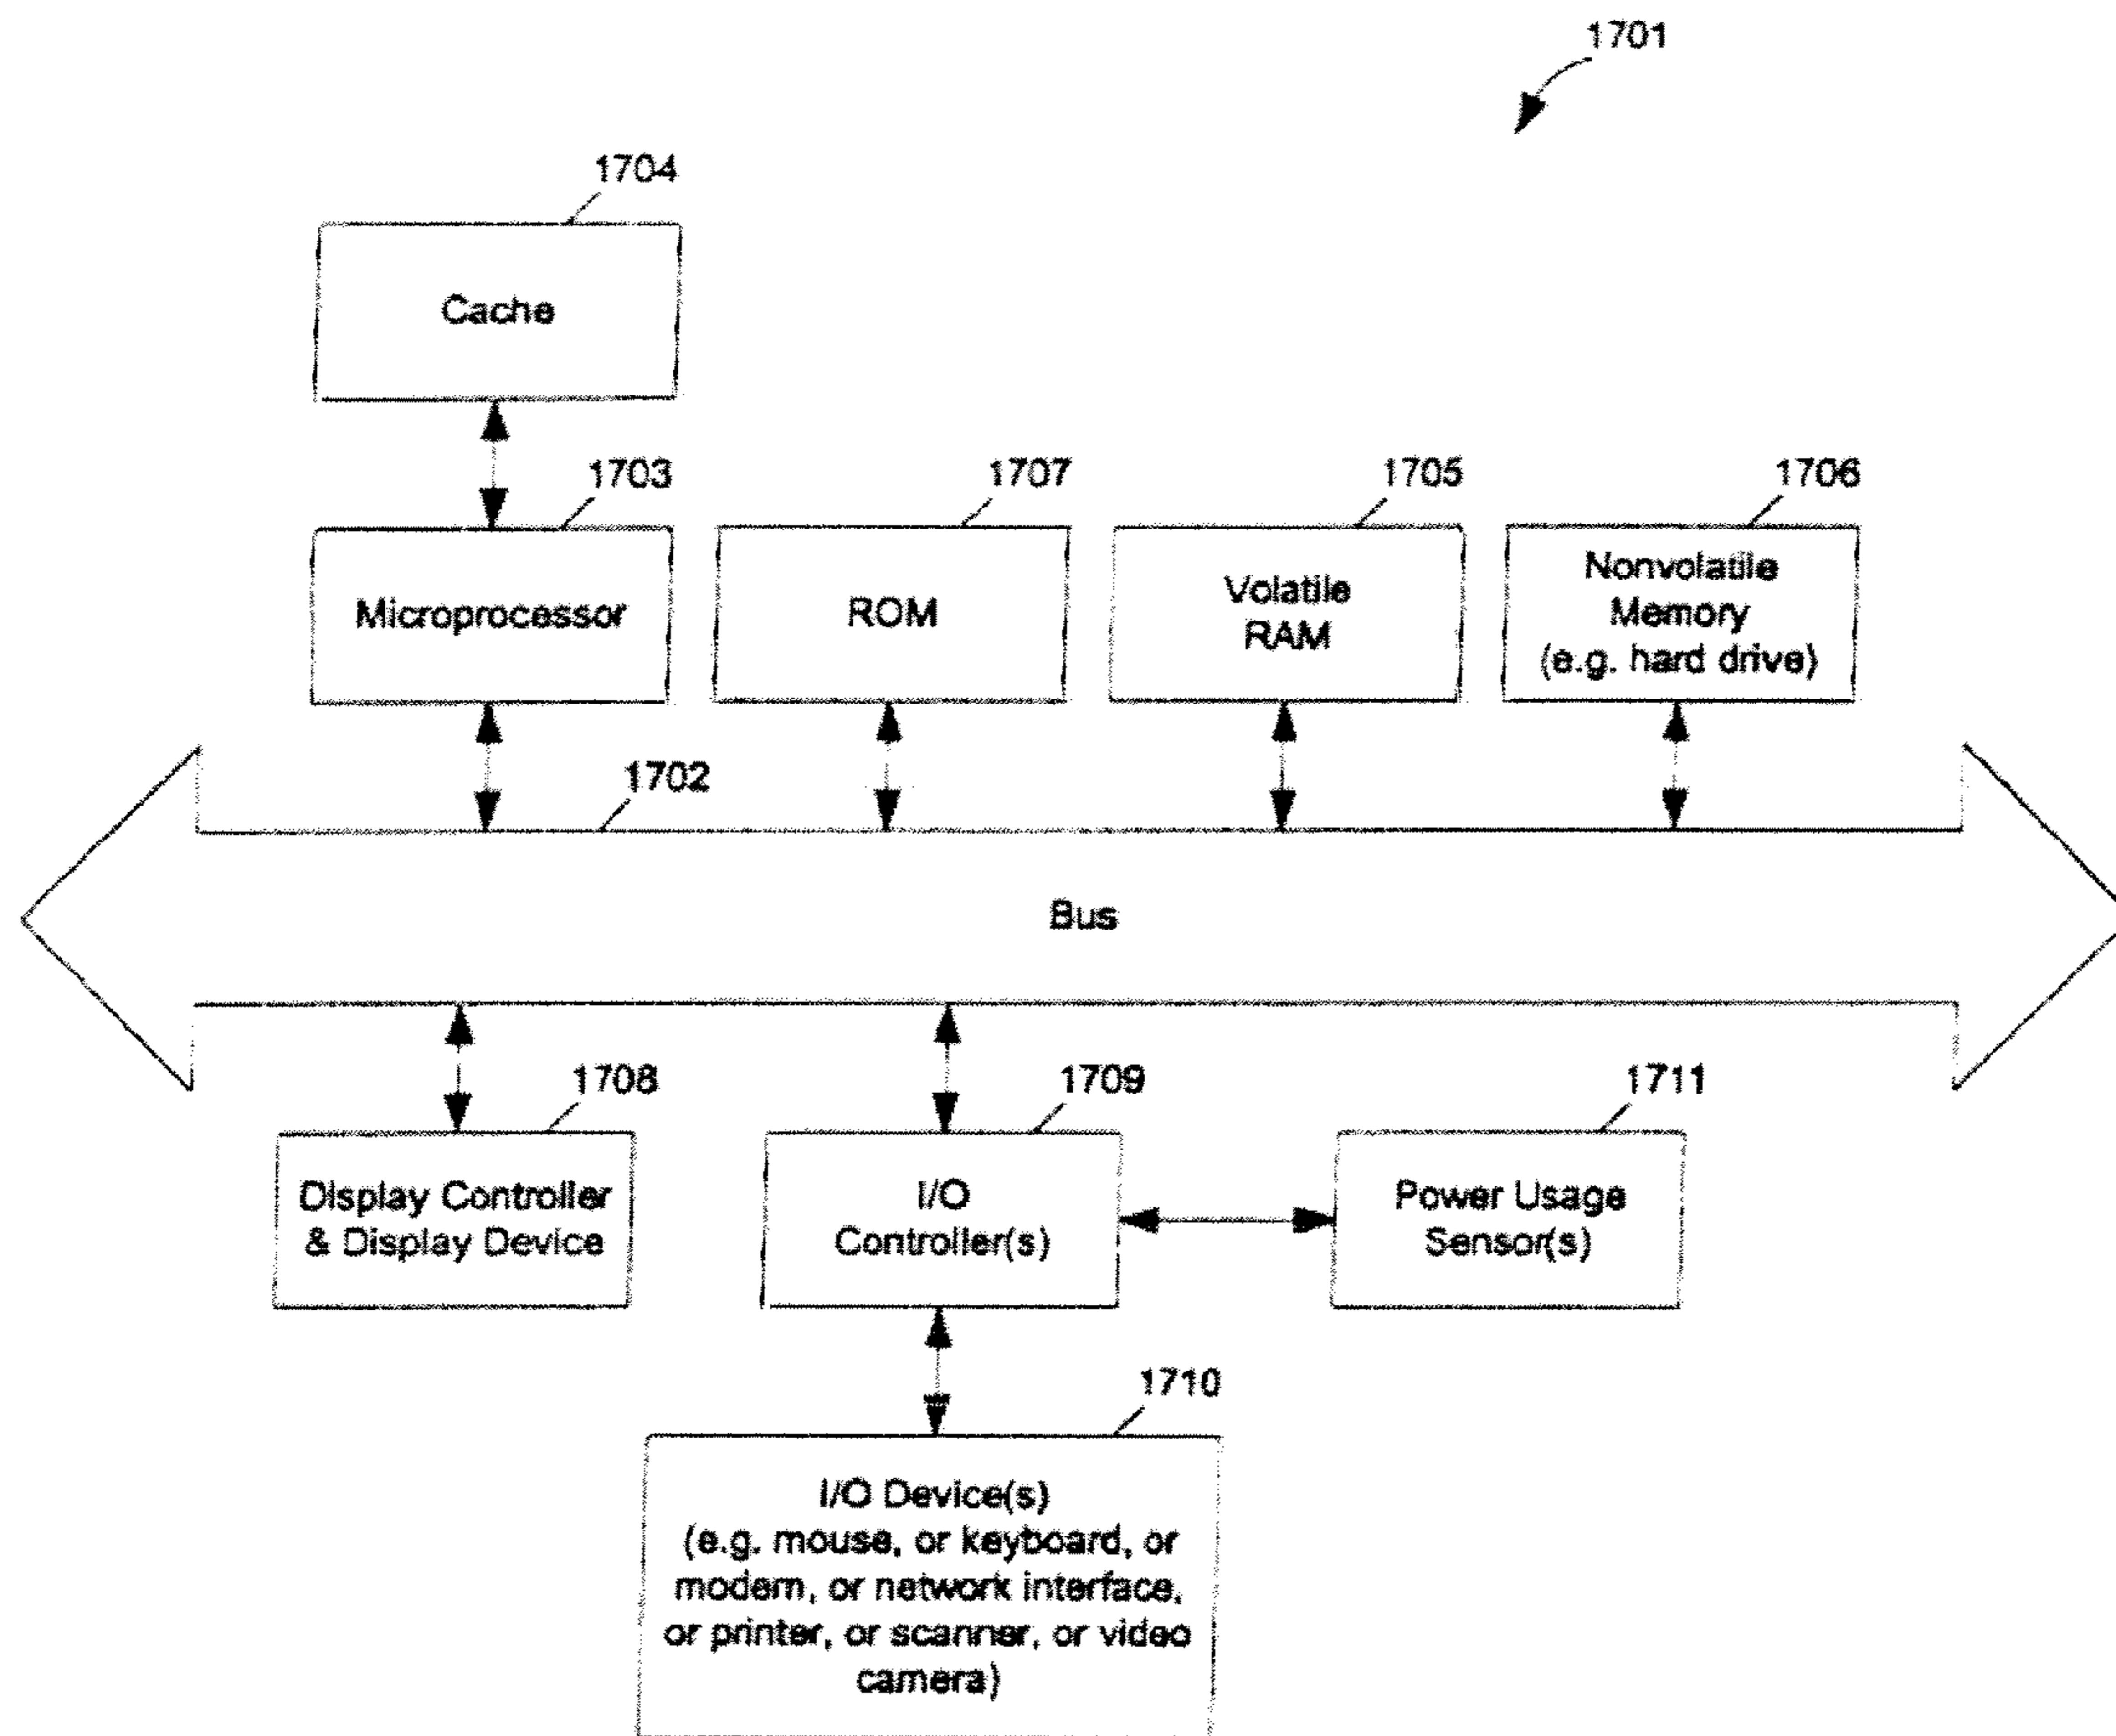 1701
1704
Cache
1703
1707
1705
1706
Microprocessor
ROM
Volatile
RAM
Nonvolatile
Memory
(e.g. hard drive)
1702
Bus
1708
1709
1711
Display Controller
& Display Device
I/O
Controller(s)
Power Usage
Sensor(s)
1710
I/O Device(s)
(e.g. mouse, or keyboard, or
modem, or network interface,
or printer, or scanner, or video
camera)